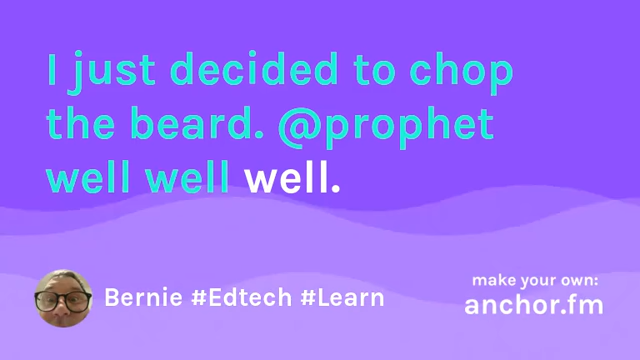 I just decided to chop
the beard. @prophet
well well well.
Bernie #Edtech #Learn
make your own:
anchor.fm